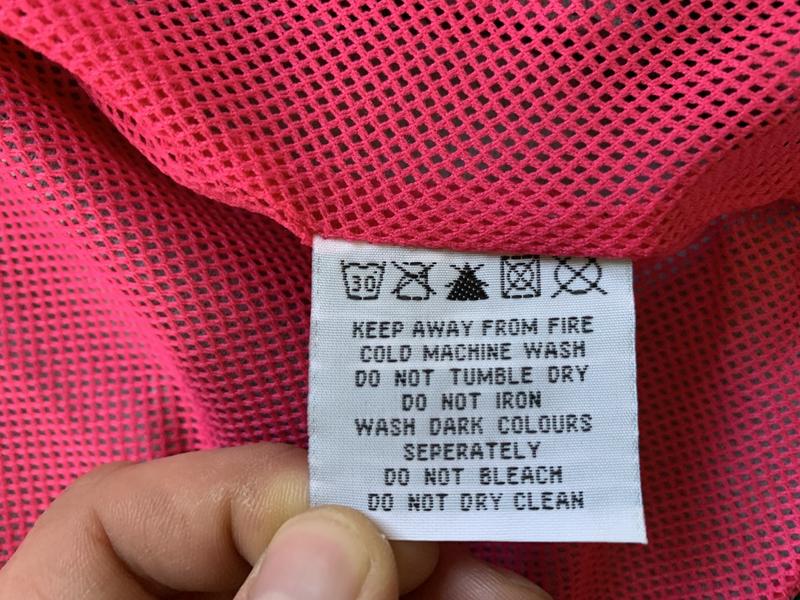 30
KEEP AWAY FROM FIRE
COLD MACHINE WASH
DO NOT TUMBLE DRY
DO NOT IRON
WASH DARK COLOURS
SEPERATELY
DO NOT BLEACH
DO NOT DRY CLEAN